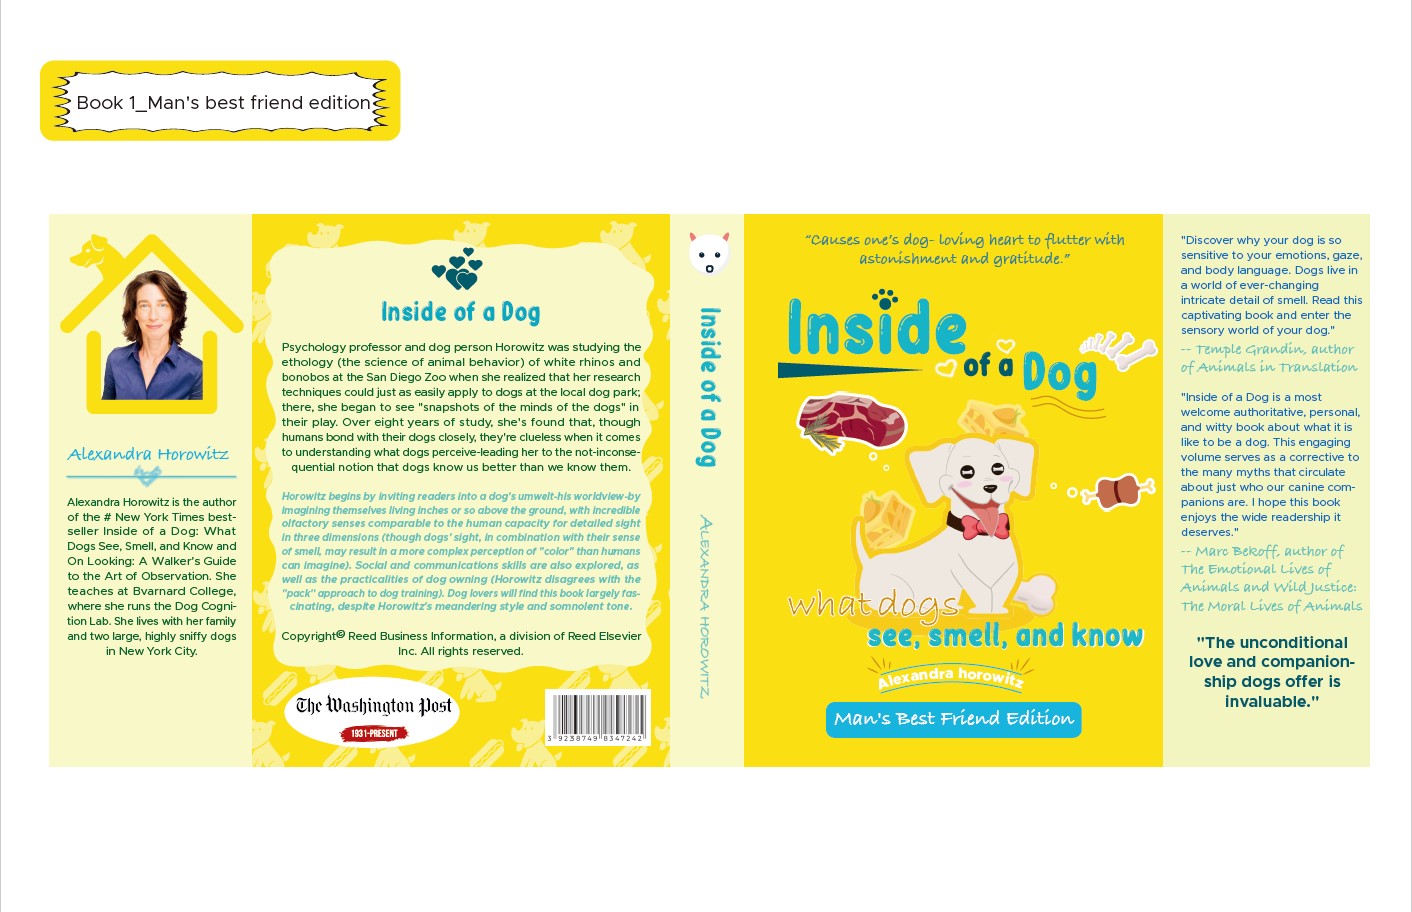 Book 1_Man's best friend edition
Alexandra Horowitz
Alexandra Horowitz is the author
of the # New York Times best-
seller Inside of a Dog: What
Dogs See, Smell, and Know and
On Looking: A Walker's Guide
to the Art of Observation. She
teaches at Bvarnard College,
where she runs the Dog Cogni-
tion Lab. She lives with her family
and two large, highly sniffy dogs
in New York City.
Inside of a Dog
Psychology professor and dog person Horowitz was studying the
ethology (the science of animal behavior) of white rhinos and
bonobos at the San Diego Zoo when she realized that her research
techniques could just as easily apply to dogs at the local dog park;
there, she began to see "snapshots of the minds of the dogs" in
their play. Over eight years of study, she's found that, though
humans bond with their dogs closely, they're clueless when it comes
to understanding what dogs perceive-leading her to the not-inconse-
quential notion that dogs know us better than we know them.
Horowitz begins by inviting readers into a dog's umwelt-his worldview-by
imagining themselves living inches or so above the ground, with incredible
olfactory senses comparable to the human capacity for detailed sight
in three dimensions (though dogs' sight, in combination with their sense
of smell, may result in a more complex perception of "color" than humans
can imagine). Social and communications skills are also explored, as
well as the practicalities of dog owning (Horowitz disagrees with the
"pack" approach to dog training). Dog lovers will find this book largely fas-
cinating, despite Horowitz's meandering style and somnolent tone.
Copyright© Reed Business Information, a division of Reed Elsevier
Inc. All rights reserved.
The Washington Post
1931-PRESENT
3 9238749 8347242
Inside of a Dog
ALEXANDRA HOROWITZ
"Causes one's dog- loving heart to flutter with
astonishment and gratitude."
Inside
of a Dog
what dogs
see, smell, and know
Alexandra horowitz
Man's Best Friend Edition
"Discover why your dog is so
sensitive to your emotions, gaze,
and body language. Dogs live in
a world of ever-changing
intricate detail of smell. Read this
captivating book and enter the
sensory world of your dog."
-- Temple Grandin, author
of Animals in Translation
"Inside of a Dog is a most
welcome authoritative, personal,
and witty book about what it is
like to be a dog. This engaging
volume serves as a corrective to
the many myths that circulate
about just who our canine com-
panions are. I hope this book
enjoys the wide readership it
deserves."
-- Marc Bekoff, author of
The Emotional Lives of
Animals and Wild Justice:
The Moral Lives of Animals
"The unconditional
love and companion-
ship dogs offer is
invaluable."